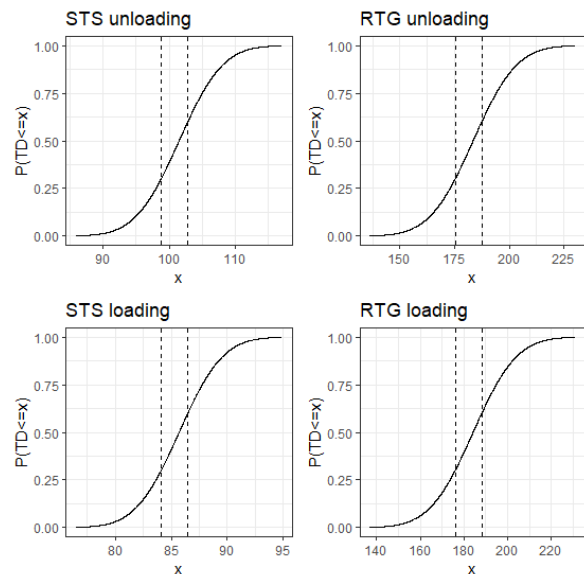 STS unloading
P(TD<=x)
1.00
0.75
0.50
0.25
0.00
90 100 110
x
RTG unloading
P(TD<=x)
1.00
0.75
0.50
0.25
0.00
150 175 200 225
x
STS loading
P(TD<=x)
1.00
0.75
0.50
0.25
0.00
80 85 90 95
x
RTG loading
P(TD<=x)
1.00
0.75
0.50
0.25
0.00
140 160 180 200 220
x